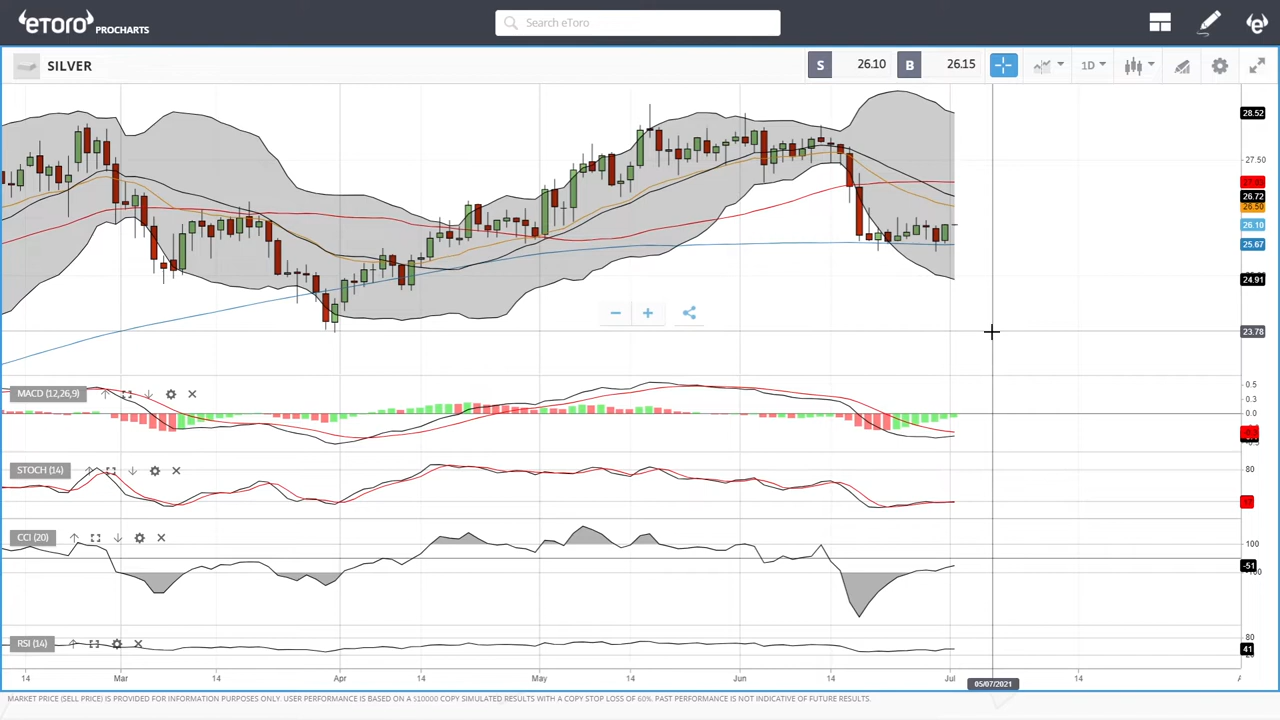 eToro PROCHARTS
Search eToro
SILVER
S 26.10 B 26.15 1D
28.52
27.50
26.72
26.50
26.10
25.67
24.91
23.78
MACD (12,26,9)
0.5
0.3
0.0
STOCH (14)
80
CCI (20)
100
-51
RSI (14)
80
41
14 Mar 14 Apr 14 May 14 Jun 14 Jul 14
05/07/2021
MARKET PRICE (SELL PRICE) IS PROVIDED FOR INFORMATION PURPOSES ONLY. USER PERFORMANCE IS BASED ON A $10000 COPY SIMULATED RESULTS WITH A COPY STOP LOSS OF 60%. PAST PERFORMANCE IS NOT INDICATIVE OF FUTURE RESULTS.